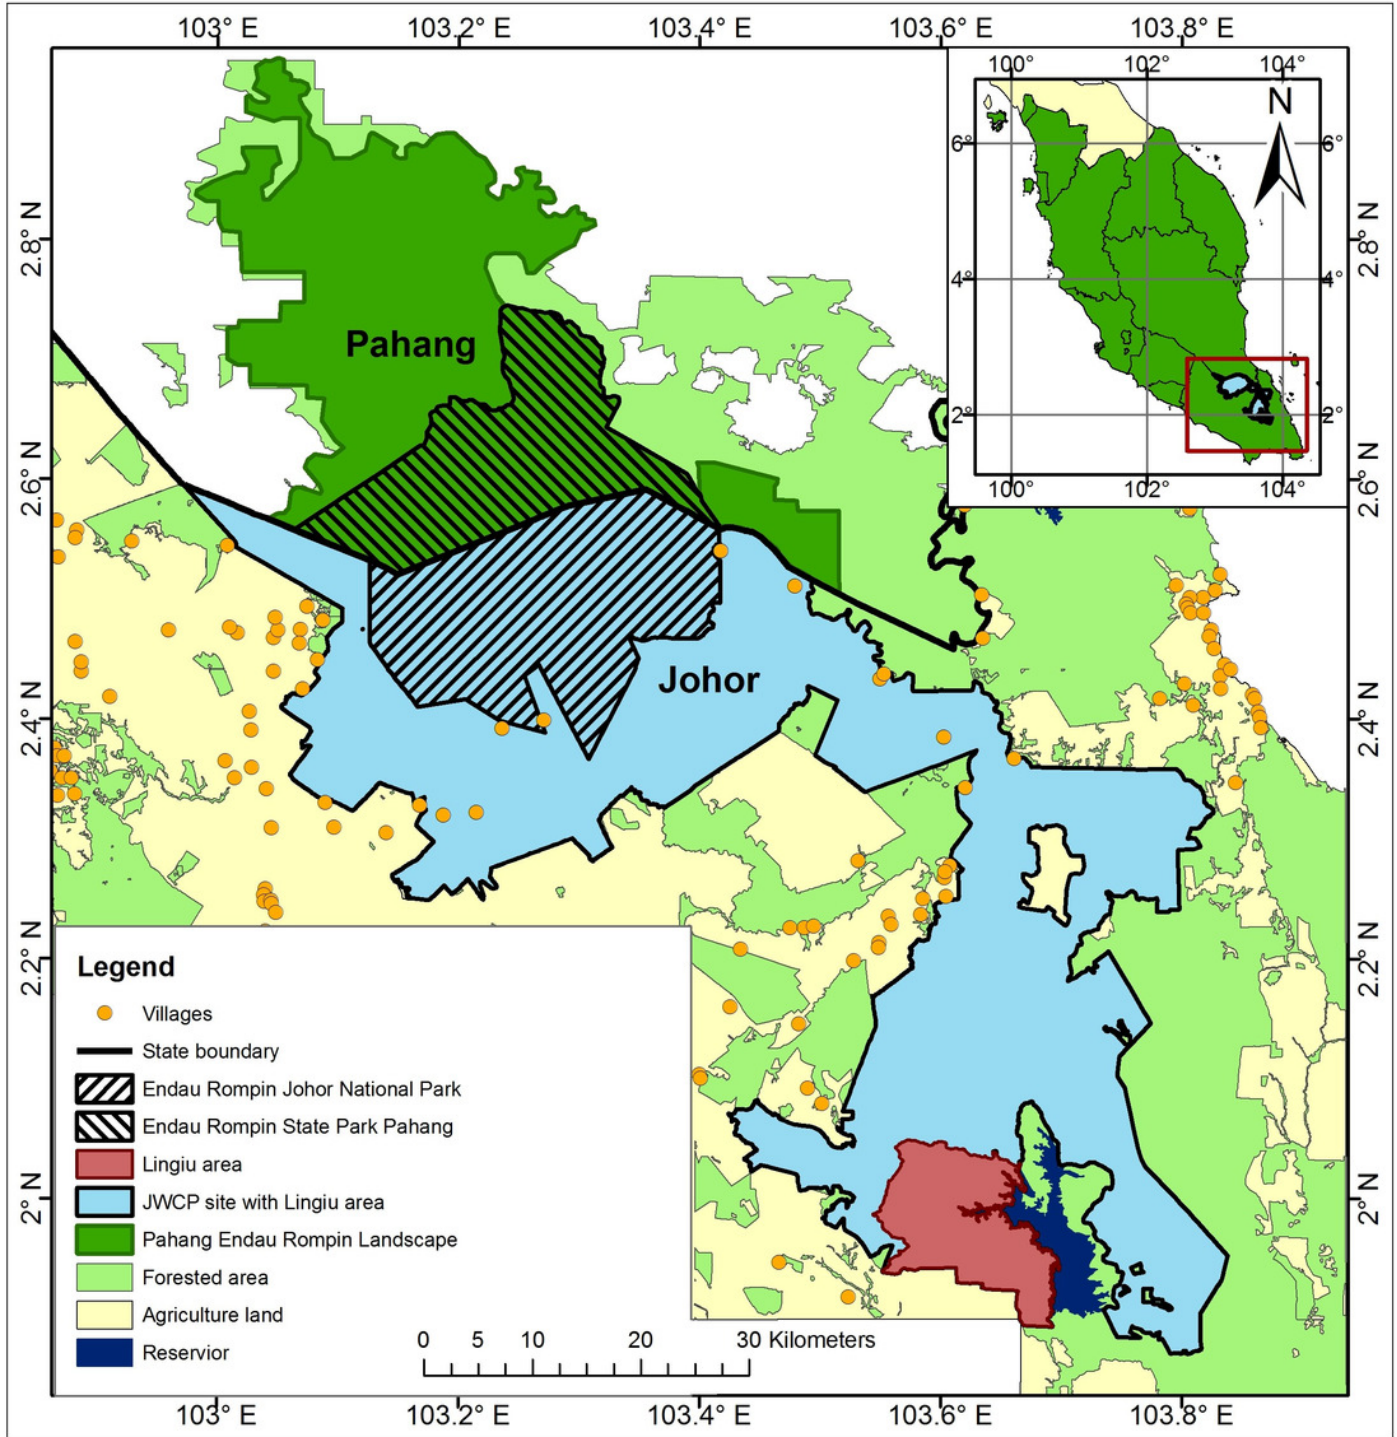 103° E 103.2° E 103.4° E 103.6° E 103.8° E
100° 102° 104°
N
6° 6°
2.8° N 2.8° N
4° 4°
Pahang
2° 2°
2.6° N 2.6° N
100° 102° 104°
Johor
2.4° N 2.4° N
2.2° N 2.2° N
Legend
Villages
State boundary
Endau Rompin Johor National Park
Endau Rompin State Park Pahang
Lingiu area
JWCP site with Lingiu area
2° N 2° N
Pahang Endau Rompin Landscape
Forested area
Agriculture land
Reservior
0 5 10 20 30 Kilometers
103° E 103.2° E 103.4° E 103.6° E 103.8° E